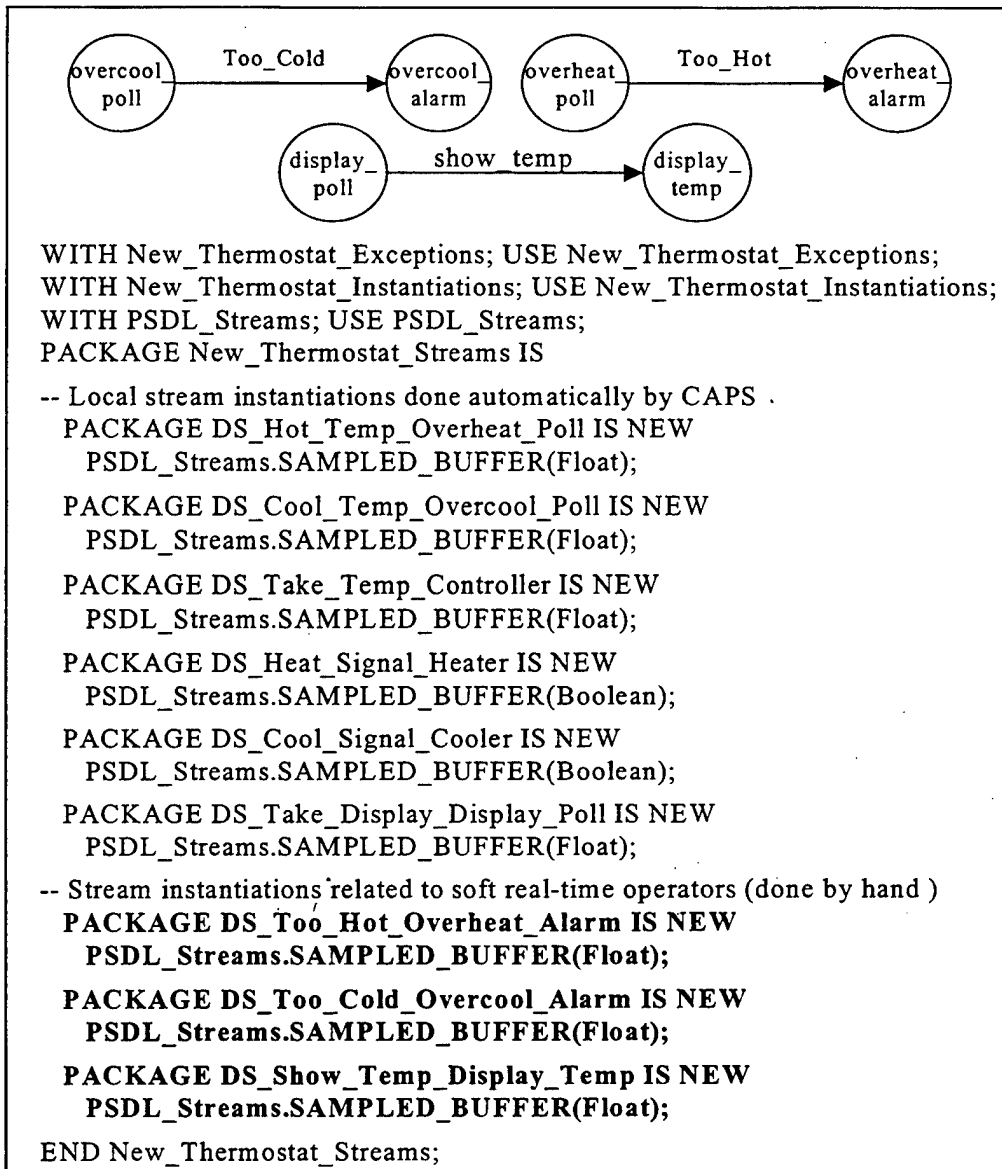 Too_Cold
Too_Hot
overcool_
poll
overcool_
alarm
overheat_
poll
overheat_
alarm
display_
poll
show_temp
display_
temp
WITH New_Thermostat_Exceptions; USE New_Thermostat_Exceptions;
WITH New_Thermostat_Instantiations; USE New_Thermostat_Instantiations;
WITH PSDL_Streams; USE PSDL_Streams;
PACKAGE New_Thermostat_Streams IS
-- Local stream instantiations done automatically by CAPS
PACKAGE DS_Hot_Temp_Overheat_Poll IS NEW
PSDL_Streams.SAMPLED_BUFFER(Float);
PACKAGE DS_Cool_Temp_Overcool_Poll IS NEW
PSDL_Streams.SAMPLED_BUFFER(Float);
PACKAGE DS_Take_Temp_Controller IS NEW
PSDL_Streams.SAMPLED_BUFFER(Float);
PACKAGE DS_Heat_Signal_Heater IS NEW
PSDL_Streams.SAMPLED_BUFFER(Boolean);
PACKAGE DS_Cool_Signal_Cooler IS NEW
PSDL_Streams.SAMPLED_BUFFER(Boolean);
PACKAGE DS_Take_Display_Display_Poll IS NEW
PSDL_Streams.SAMPLED_BUFFER(Float);
-- Stream instantiations related to soft real-time operators (done by hand )
PACKAGE DS_Too_Hot_Overheat_Alarm IS NEW
PSDL_Streams.SAMPLED_BUFFER(Float);
PACKAGE DS_Too_Cold_Overcool_Alarm IS NEW
PSDL_Streams.SAMPLED_BUFFER(Float);
PACKAGE DS_Show_Temp_Display_Temp IS NEW
PSDL_Streams.SAMPLED_BUFFER(Float);
END New_Thermostat_Streams;